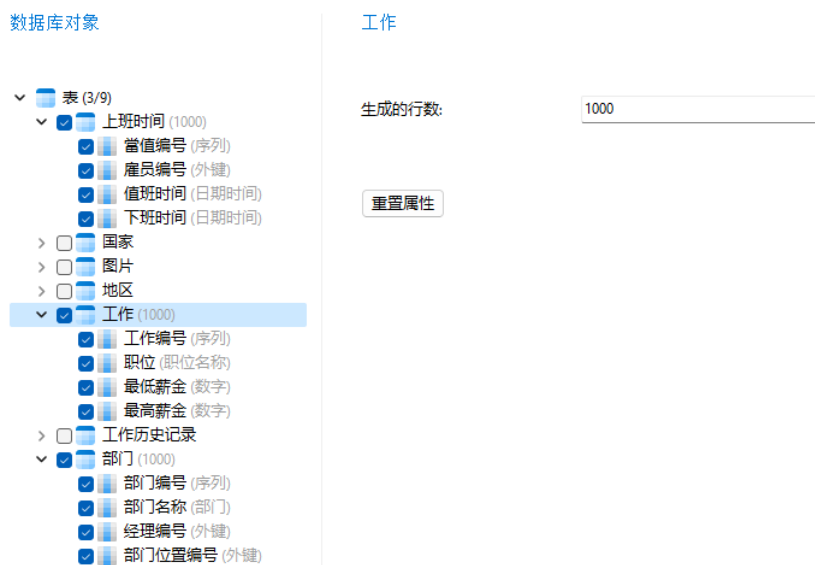 数据库对象
工作
表 (3/9)
上班时间 (1000)
當值编号 (序列)
雇员编号 (外键)
值班时间 (日期时间)
下班时间 (日期时间)
国家
图片
地区
工作 (1000)
工作编号 (序列)
职位 (职位名称)
最低薪金 (数字)
最高薪金 (数字)
工作历史记录
部门 (1000)
部门编号 (序列)
部门名称 (部门)
经理编号 (外键)
部门位置编号 (外键)
生成的行数: 1000
重置属性